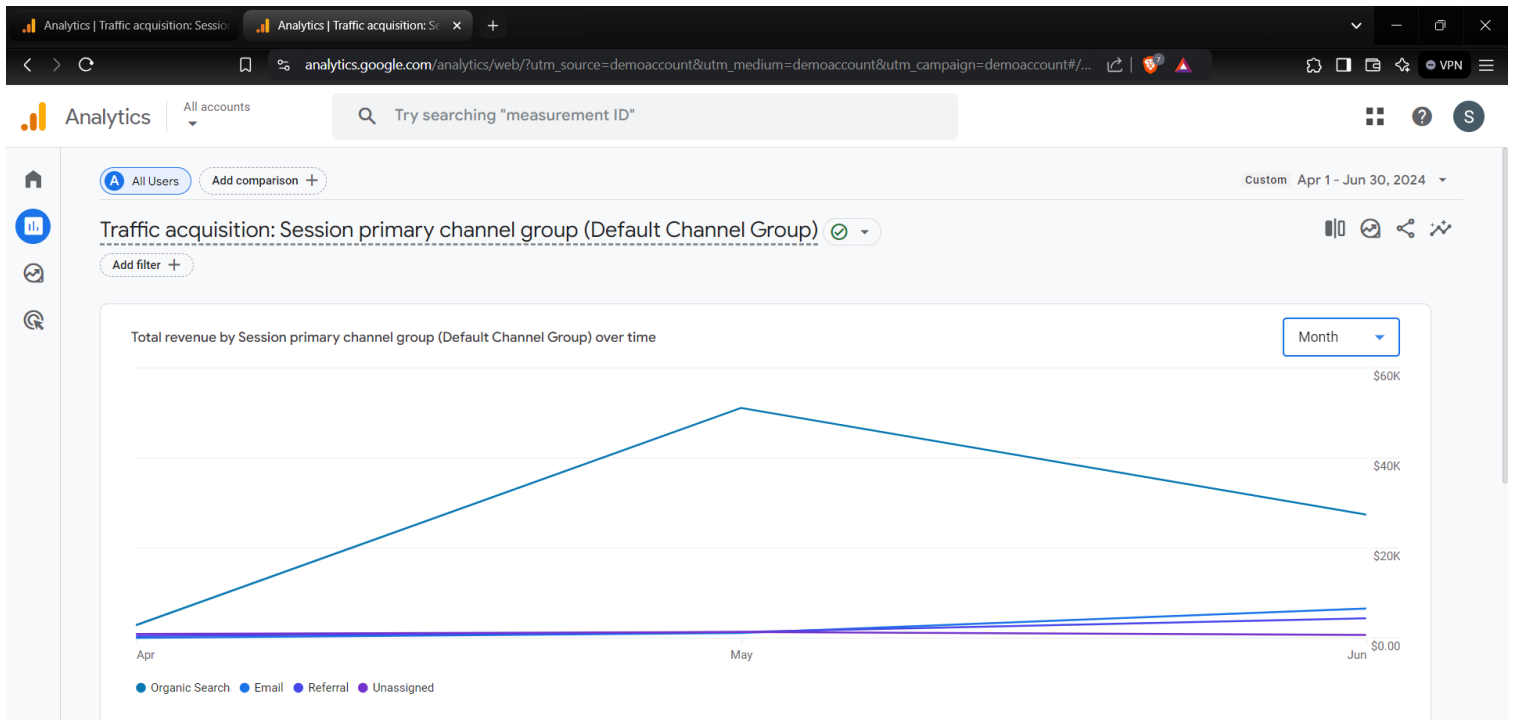 Analytics | Traffic acquisition: Sessio
Analytics | Traffic acquisition: Se
analytics.google.com/analytics/web/?utm_source=demoaccount&utm_medium=demoaccount&utm_campaign=demoaccount#/...
7
VPN
Analytics
All accounts
Try searching "measurement ID"
S
A All Users
Add comparison +
Custom Apr 1 - Jun 30, 2024
Traffic acquisition: Session primary channel group (Default Channel Group)
Add filter +
Total revenue by Session primary channel group (Default Channel Group) over time
Month
$60K
$40K
$20K
$0.00
Apr
May
Jun
Organic Search Email Referral Unassigned